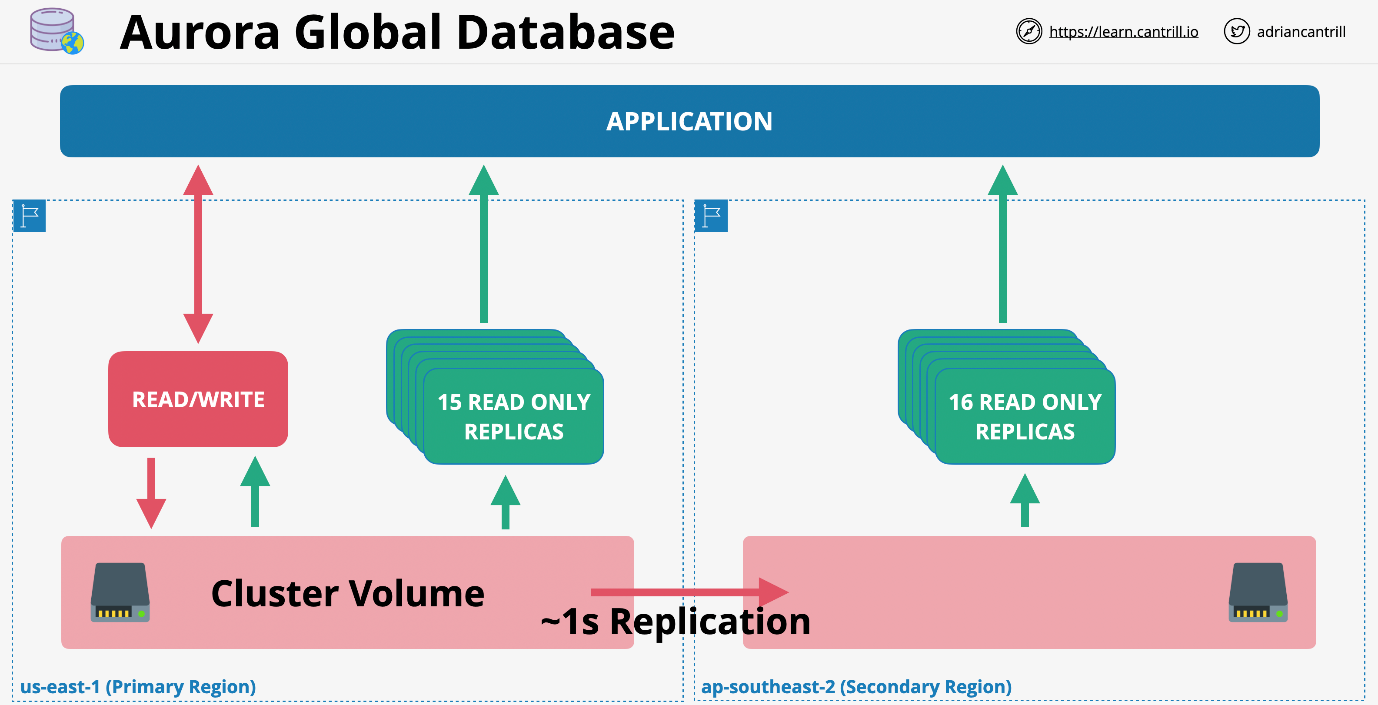 Aurora Global Database
https://learn.cantrill.io
adriancantrill
APPLICATION
READ/WRITE
15 READ ONLY
REPLICAS
16 READ ONLY
REPLICAS
Cluster Volume
~1s Replication
us-east-1 (Primary Region)
ap-southeast-2 (Secondary Region)